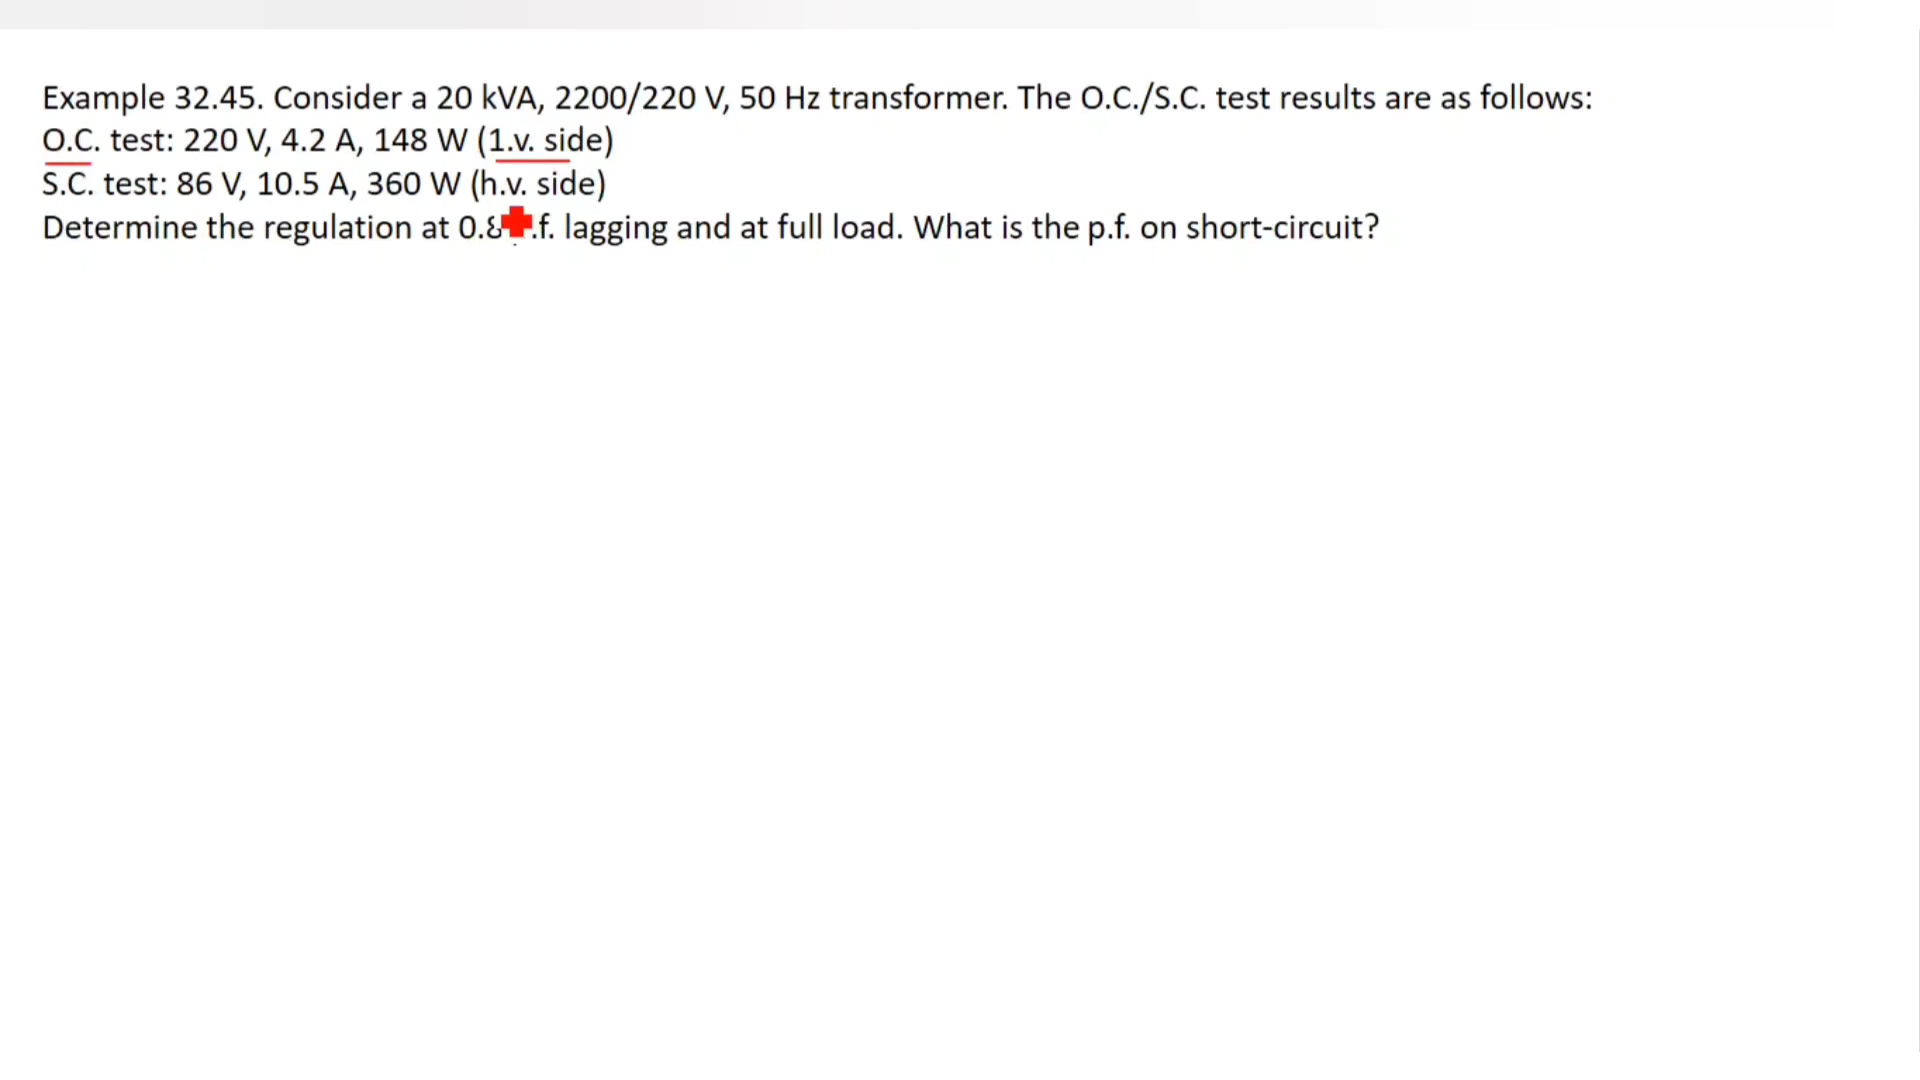 Example 32.45. Consider a 20 kVA, 2200/220 V, 50 Hz transformer. The O.C./S.C. test results are as follows:
O.C. test: 220 V, 4.2 A, 148 W (1.v. side)
S.C. test: 86 V, 10.5 A, 360 W (h.v. side)
Determine the regulation at 0.8 .f. lagging and at full load. What is the p.f. on short-circuit?